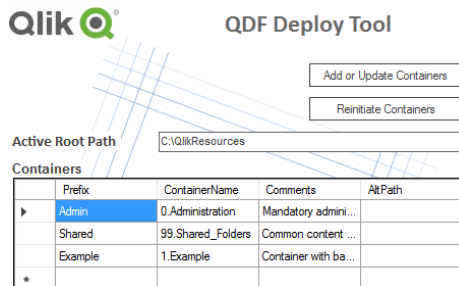 Qlik Q
QDF Deploy Tool
Add or Update Containers
Reinitiate Containers
Active Root Path C:\QlikResources
Containers
Prefix ContainerName Comments AltPath
Admin 0.Administration Mandatory admini...
Shared 99.Shared_Folders Common content ...
Example 1.Example Container with ba...
*